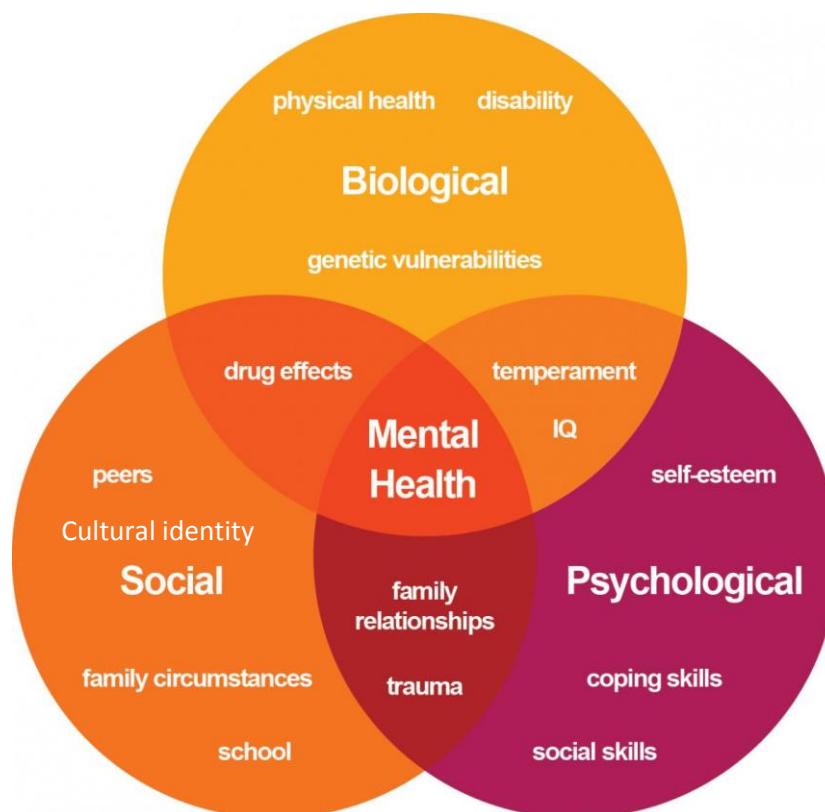 physical health disability
Biological
genetic vulnerabilities
drug effects
temperament
IQ
Mental
Health
peers
self-esteem
Cultural identity
Social
Psychological
family
relationships
family circumstances
trauma
coping skills
school
social skills